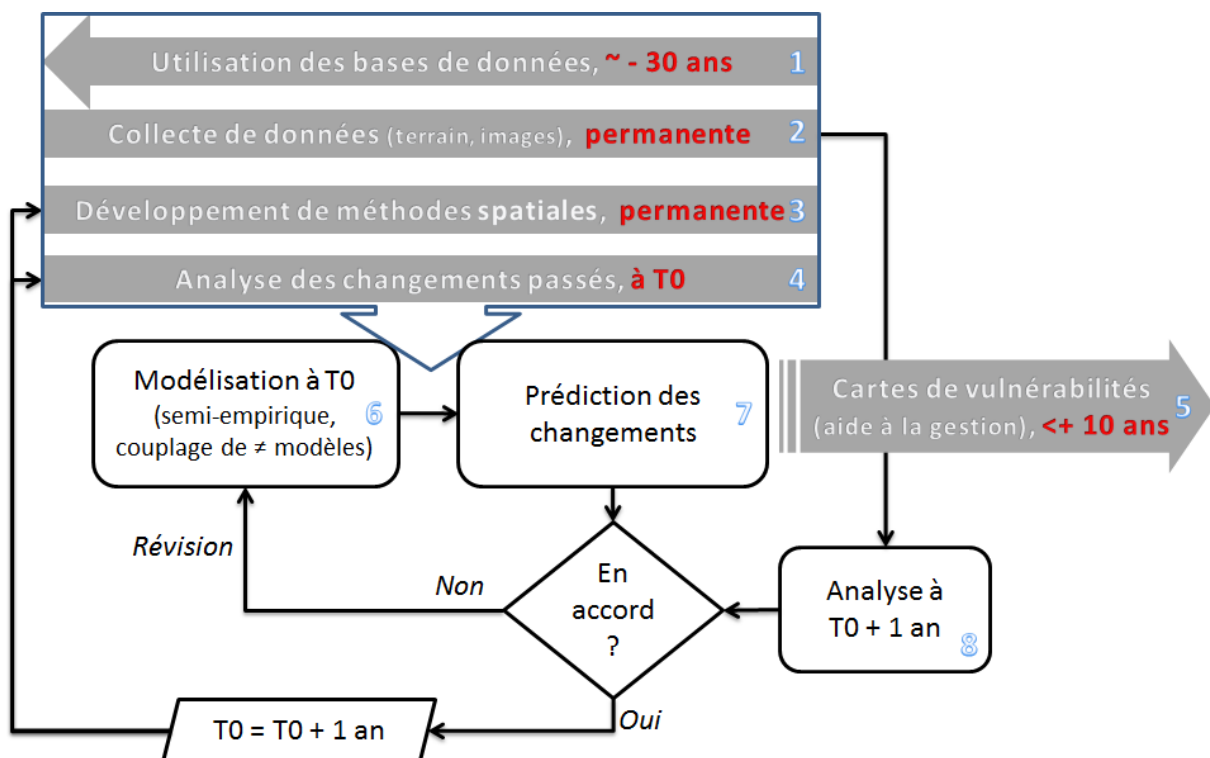 Utilisation des bases de données, ~ - 30 ans 1
Collecte de données (terrain, images), permanente 2
Développement de méthodes spatiales, permanente 3
Analyse des changements passés, à T0 4
Modélisation à T0
(semi-empirique, 6
couplage de ≠ modèles)
Prédiction des
changements 7
Cartes de vulnérabilités
(aide à la gestion), <+ 10 ans 5
Révision
Non
En
accord
?
Analyse à
T0 + 1 an
8
Oui
T0 = T0 + 1 an